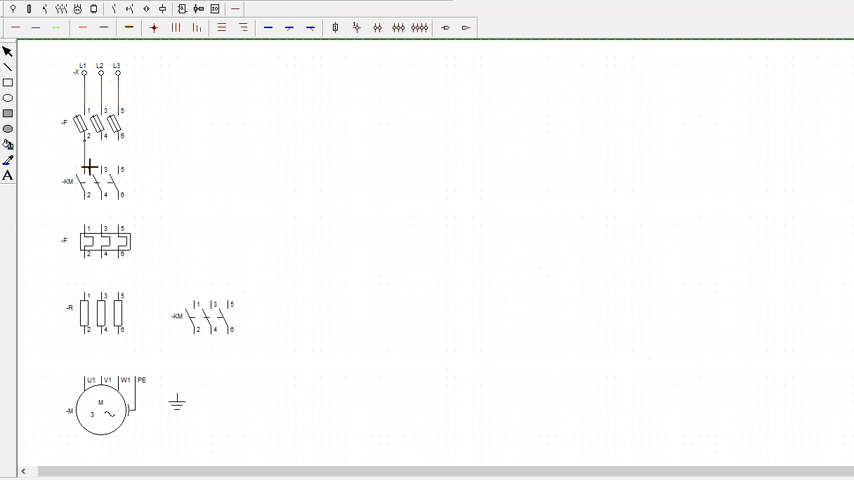 L1 L2 L3
-X
1 3 5
-F
2 4 6
3 5
-KM
2 4 6
1 3 5
-F
2 4 6
1 3 5
-R
2 4 6
1 3 5
-KM
2 4 6
U1 V1 W1 PE
M
-M
3
A